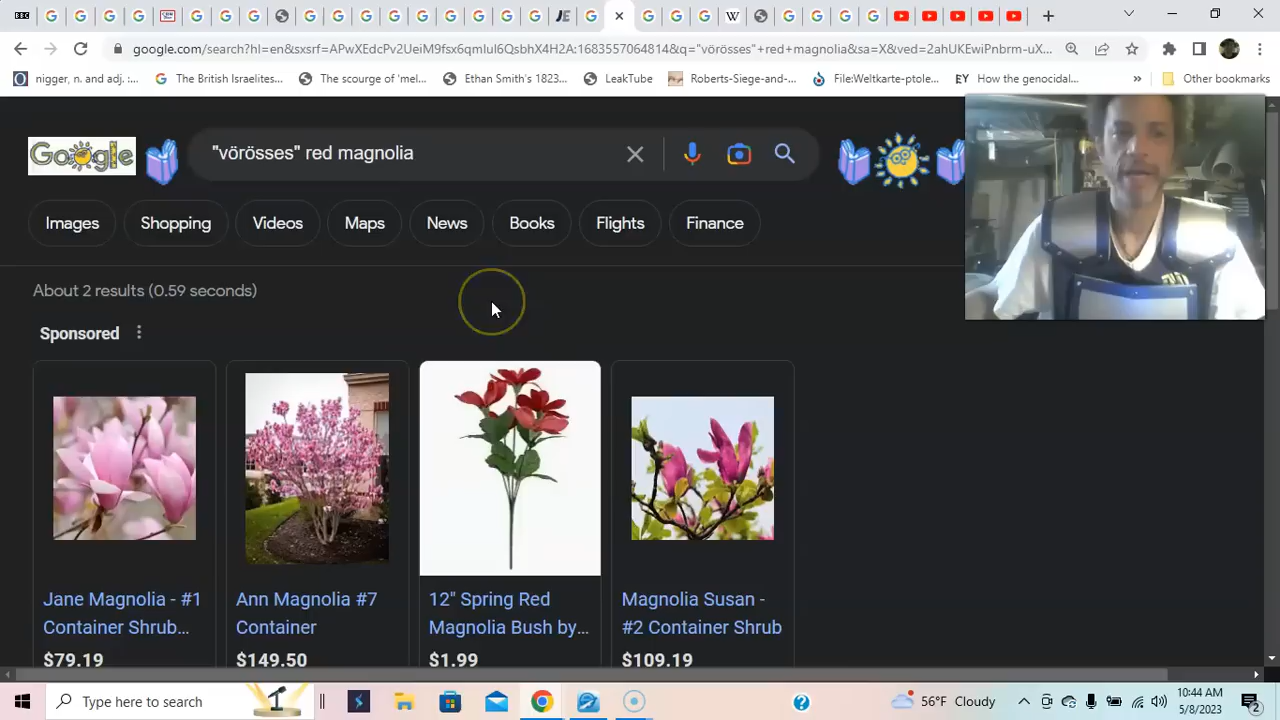 BBC
google.com/search?hl=en&sxsrf=APwXEdcPv2UeiM9fsx6qmIul6QsthX4H2A:1683557064814&q="vörösses"+red+magnolia&sa=X&ved=2ahUKEwiPnbrm-uX...
nigger, n. and adj. :... The British Israelites... The scourge of 'mel... Ethan Smith's 1823... LeakTube Roberts-Siege-and-... File:Weltkarte-ptole... EY How the genocidal... » Other bookmarks
Google "vörösses" red magnolia
Images Shopping Videos Maps News Books Flights Finance
About 2 results (0.59 seconds)
Sponsored
Jane Magnolia - #1 Container Shrub...
$79.19
Ann Magnolia #7 Container
$149.50
12" Spring Red Magnolia Bush by...
$1.99
Magnolia Susan - #2 Container Shrub
$109.19
Type here to search
56°F Cloudy
10:44 AM
5/8/2023
2